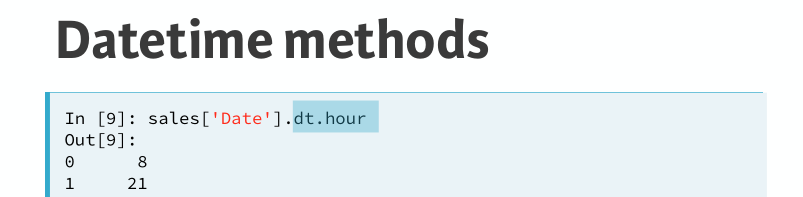 Datetime methods
In [9]: sales['Date'].dt.hour
Out[9]:
0      8
1     21